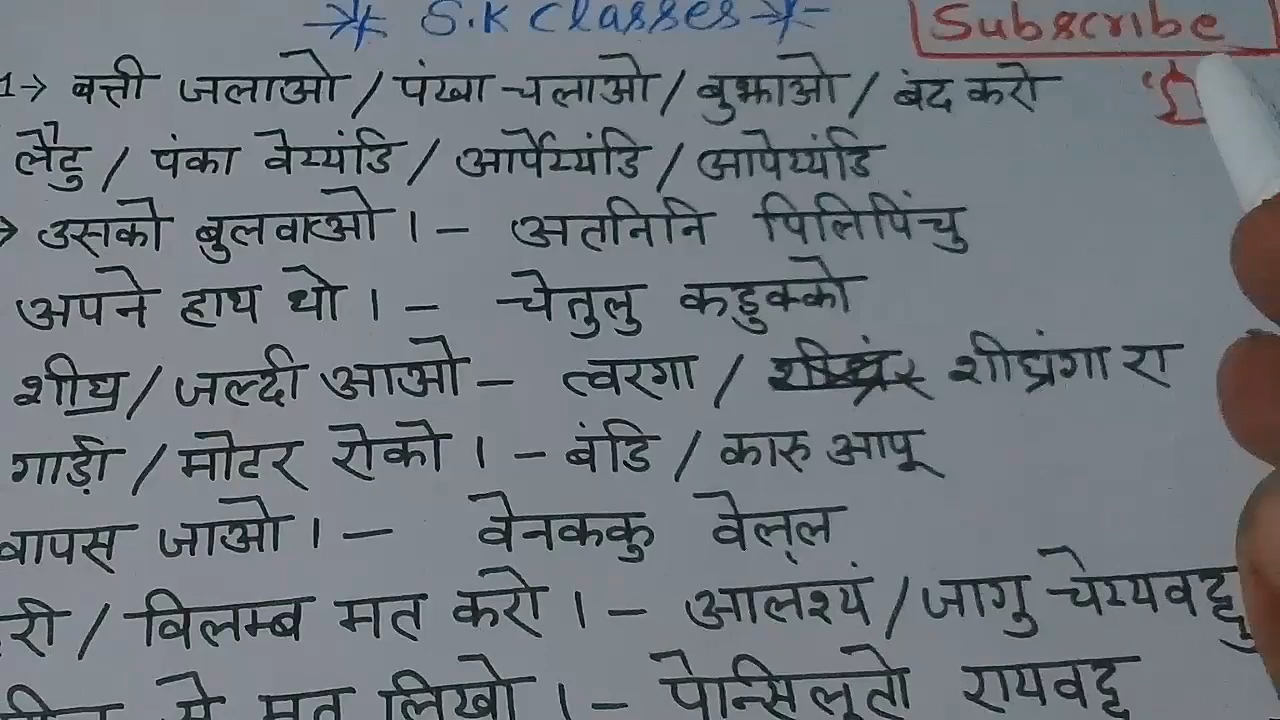 S.K Classes
Subscribe
1→ बत्ती जलाओ / पंखा चलाओ / बुझाओ / बंद करो
लैटु / पंका वेय्यंडि / आर्पेय्यंडि / आपेय्यंडि
→ उसको बुलवाओ । - अतनिनि पिलिपिंचु
अपने हाथ धो । - चेतुलु कडुक्को
शीघ्र / जल्दी आओ - त्वरगा / शीघ्रंगा रा
गाड़ी / मोटर रोको । - बंडि / कारु आपू
वापस जाओ । - वेनककु वेल्ल
री / विलम्ब मत करो । - आलश्यं / जागु चेय्यवद्दु
से मत लिखो । - पेन्सिलूतो रायवद्दु